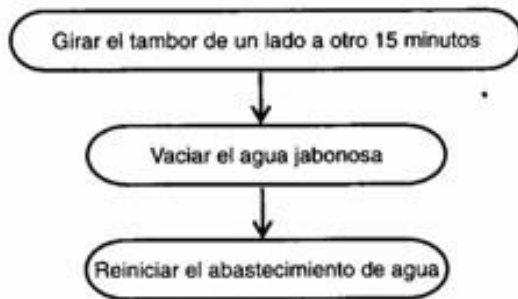 Girar el tambor de un lado a otro 15 minutos
Vaciar el agua jabonosa
Reiniciar el abastecimiento de agua